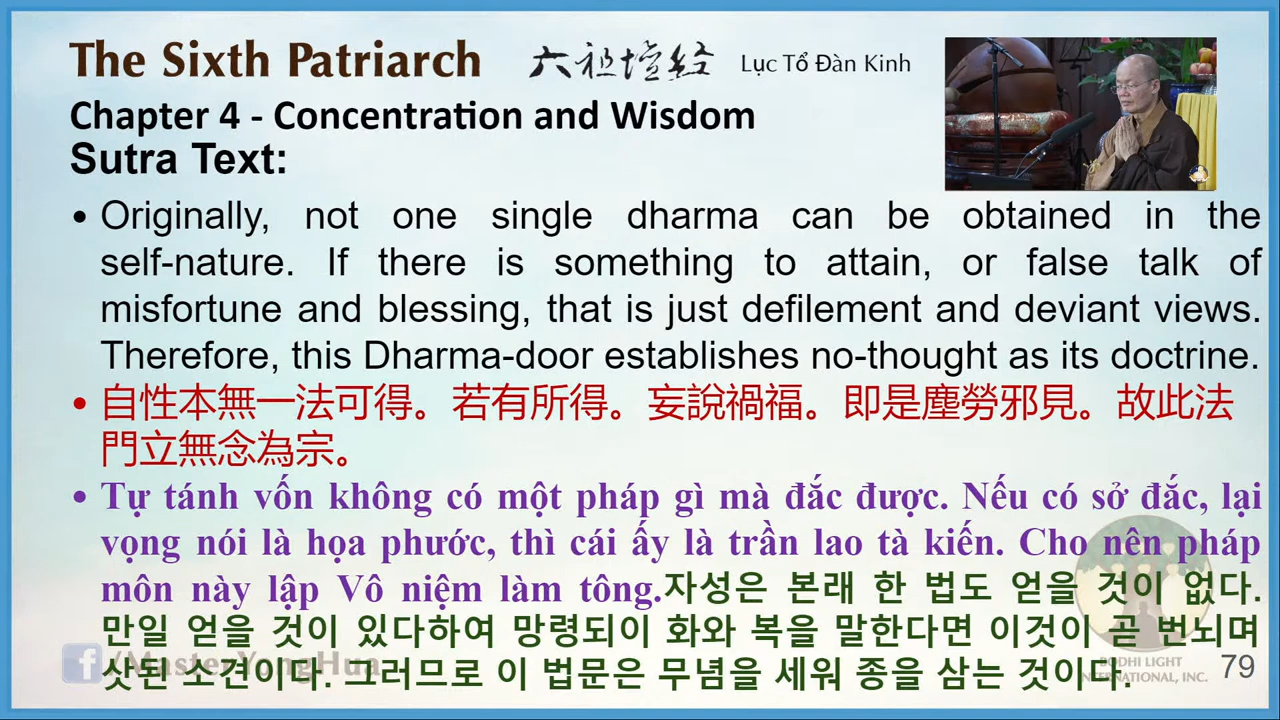 The Sixth Patriarch 六祖壇経 Lục Tổ Đàn Kinh
Chapter 4 - Concentration and Wisdom
Sutra Text:
• Originally, not one single dharma can be obtained in the
self-nature. If there is something to attain, or false talk of
misfortune and blessing, that is just defilement and deviant views.
Therefore, this Dharma-door establishes no-thought as its doctrine.
• 自性本無一法可得。若有所得。妄說禍福。即是塵勞邪見。故此法
門立無念為宗。
• Tự tánh vốn không có một pháp gì mà đắc được. Nếu có sở đắc, lại
vọng nói là họa phước, thì cái ấy là trần lao tà kiến. Cho nên pháp
môn này lập Vô niệm làm tông.자성은 본래 한 법도 얻을 것이 없다.
만일 얻을 것이 있다하여 망령되이 화와 복을 말한다면 이것이 곧 번뇌며
삿된 소견이다. 그러므로 이 법문은 무념을 세워 종을 삼는 것이다.
f /MasterYongHua
BODHI LIGHT
INTERNATIONAL, INC.
79